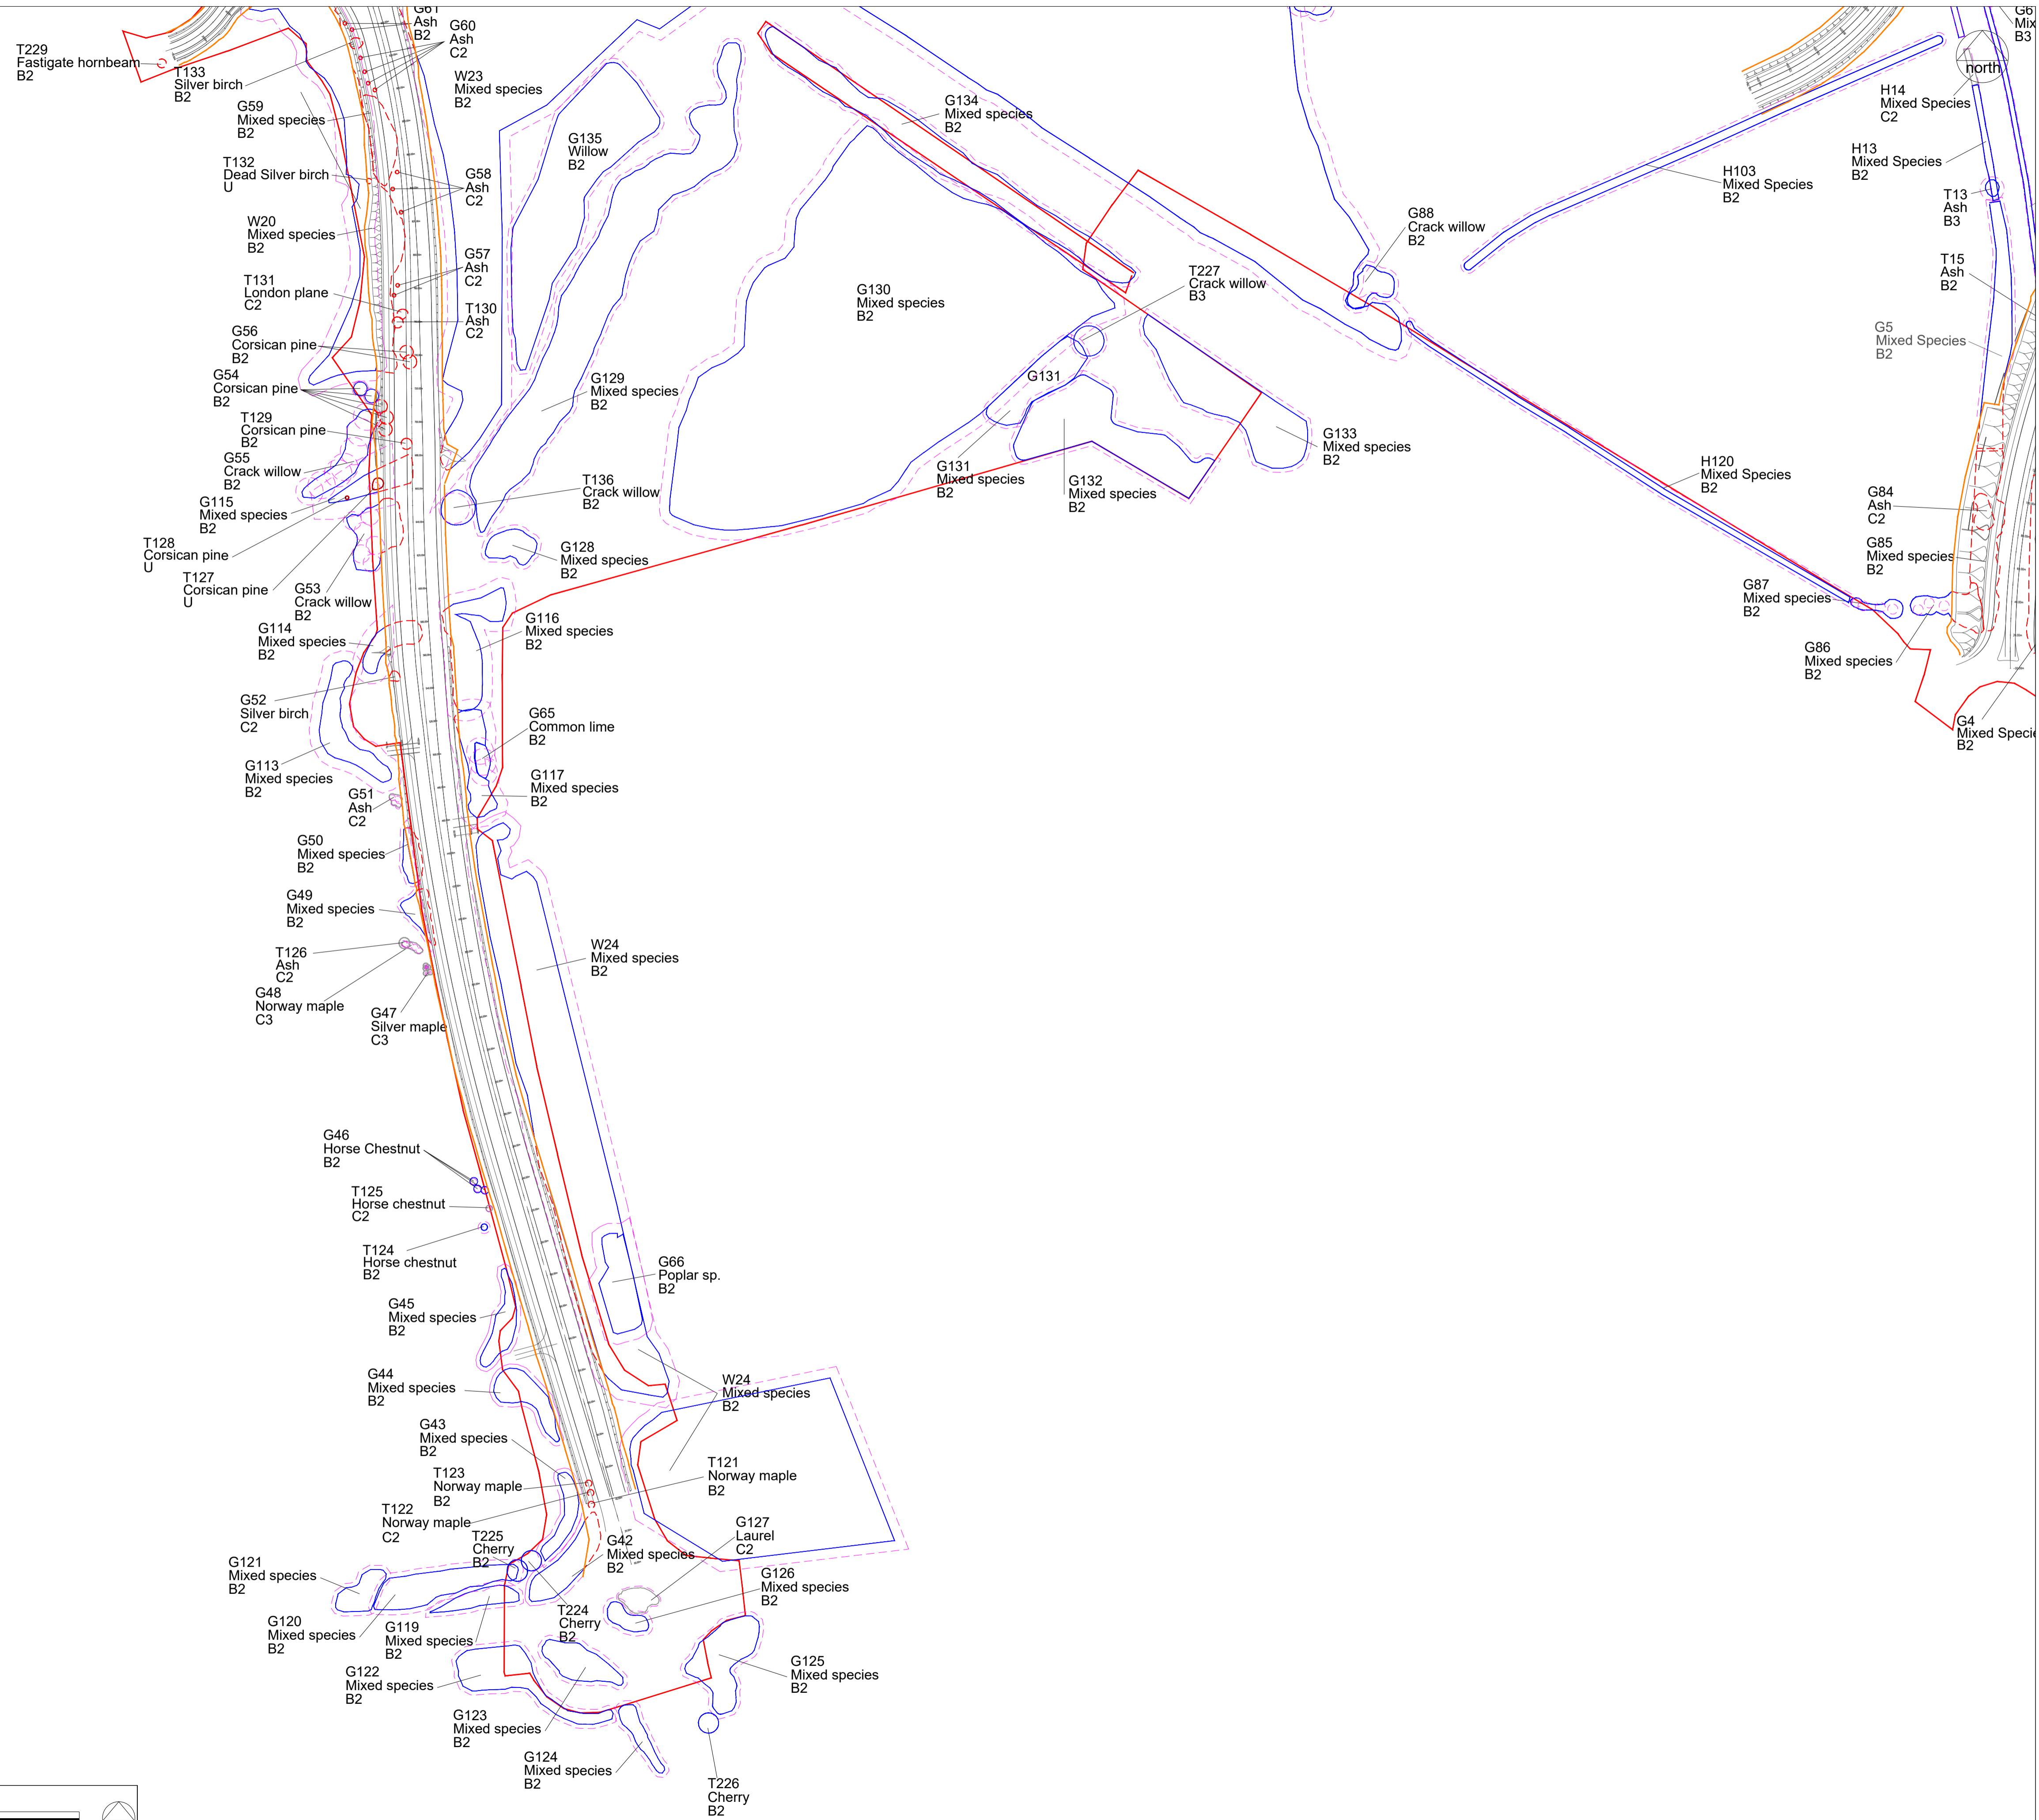 G61
Ash
B2
G60
Ash
C2
T229
Fastigate hornbeam
B2
T133
Silver birch
B2
W23
Mixed species
B2
G59
Mixed species
B2
G135
Willow
B2
G134
Mixed species
B2
T132
Dead Silver birch
U
G58
Ash
C2
W20
Mixed species
B2
G57
Ash
C2
T131
London plane
C2
T130
Ash
C2
G56
Corsican pine
B2
G54
Corsican pine
B2
T129
Corsican pine
B2
G55
Crack willow
B2
G115
Mixed species
B2
T128
Corsican pine
U
T127
Corsican pine
U
G53
Crack willow
B2
G129
Mixed species
B2
T136
Crack willow
B2
G128
Mixed species
B2
G130
Mixed species
B2
T227
Crack willow
B3
G131
G131
Mixed species
B2
G132
Mixed species
B2
G133
Mixed species
B2
G88
Crack willow
B2
H103
Mixed Species
B2
G6
Mix
B3
north
H14
Mixed Species
C2
H13
Mixed Species
B2
T13
Ash
B3
T15
Ash
B2
G5
Mixed Species
B2
H120
Mixed Species
B2
G84
Ash
C2
G85
Mixed species
B2
G87
Mixed species
B2
G86
Mixed species
B2
G4
Mixed Specie
B2
G114
Mixed species
B2
G116
Mixed species
B2
G52
Silver birch
C2
G65
Common lime
B2
G113
Mixed species
B2
G117
Mixed species
B2
G51
Ash
C2
G50
Mixed species
B2
G49
Mixed species
B2
T126
Ash
C2
G48
Norway maple
C3
G47
Silver maple
C3
W24
Mixed species
B2
G46
Horse Chestnut
B2
T125
Horse chestnut
C2
T124
Horse chestnut
B2
G66
Poplar sp.
B2
G45
Mixed species
B2
G44
Mixed species
B2
W24
Mixed species
B2
G43
Mixed species
B2
T123
Norway maple
B2
T121
Norway maple
B2
T122
Norway maple
C2
T225
Cherry
B2
G42
Mixed species
B2
G127
Laurel
C2
G121
Mixed species
B2
G126
Mixed species
B2
T224
Cherry
B2
G120
Mixed species
B2
G119
Mixed species
B2
G122
Mixed species
B2
G125
Mixed species
B2
G123
Mixed species
B2
G124
Mixed species
B2
T226
Cherry
B2